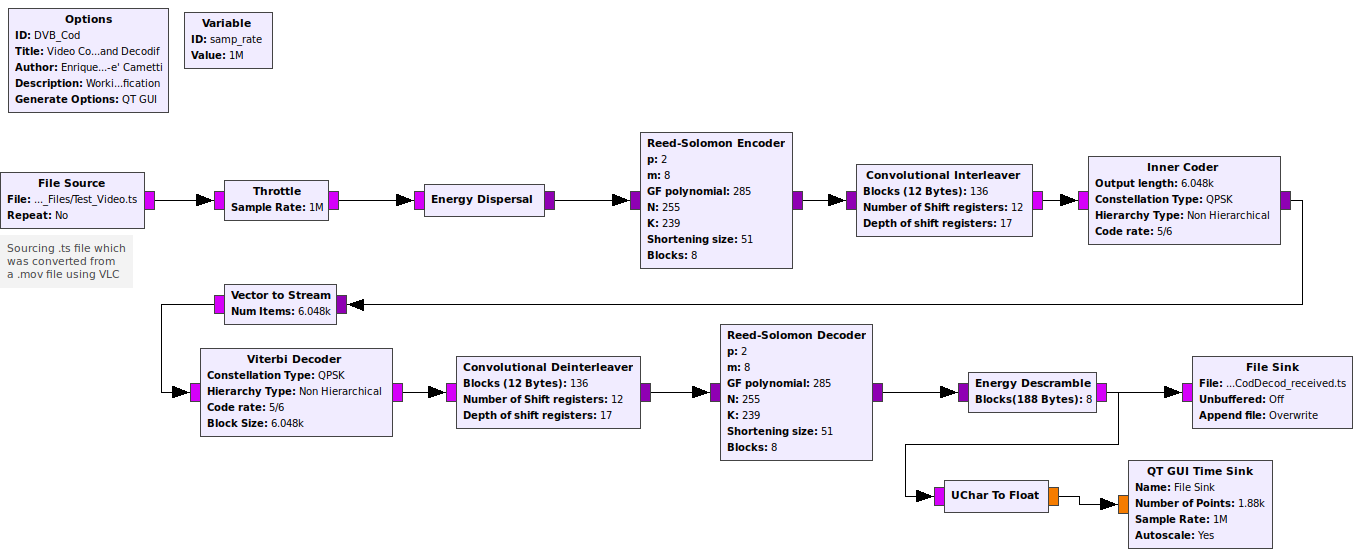 Options
ID: DVB_Cod
Title: Video Co...and Decodif
Author: Enrique...-e' Cametti
Description: Worki...fication
Generate Options: QT GUI
Variable
ID: samp_rate
Value: 1M
File Source
File: ..._Files/Test_Video.ts
Repeat: No
Sourcing .ts file which
was converted from
a .mov file using VLC
Throttle
Sample Rate: 1M
Energy Dispersal
Reed-Solomon Encoder
p: 2
m: 8
GF polynomial: 285
N: 255
K: 239
Shortening size: 51
Blocks: 8
Convolutional Interleaver
Blocks (12 Bytes): 136
Number of Shift registers: 12
Depth of shift registers: 17
Inner Coder
Output length: 6.048k
Constellation Type: QPSK
Hierarchy Type: Non Hierarchical
Code rate: 5/6
Vector to Stream
Num Items: 6.048k
Viterbi Decoder
Constellation Type: QPSK
Hierarchy Type: Non Hierarchical
Code rate: 5/6
Block Size: 6.048k
Convolutional Deinterleaver
Blocks (12 Bytes): 136
Number of Shift registers: 12
Depth of shift registers: 17
Reed-Solomon Decoder
p: 2
m: 8
GF polynomial: 285
N: 255
K: 239
Shortening size: 51
Blocks: 8
Energy Descramble
Blocks(188 Bytes): 8
File Sink
File: ...CodDecod_received.ts
Unbuffered: Off
Append file: Overwrite
UChar To Float
QT GUI Time Sink
Name: File Sink
Number of Points: 1.88k
Sample Rate: 1M
Autoscale: Yes